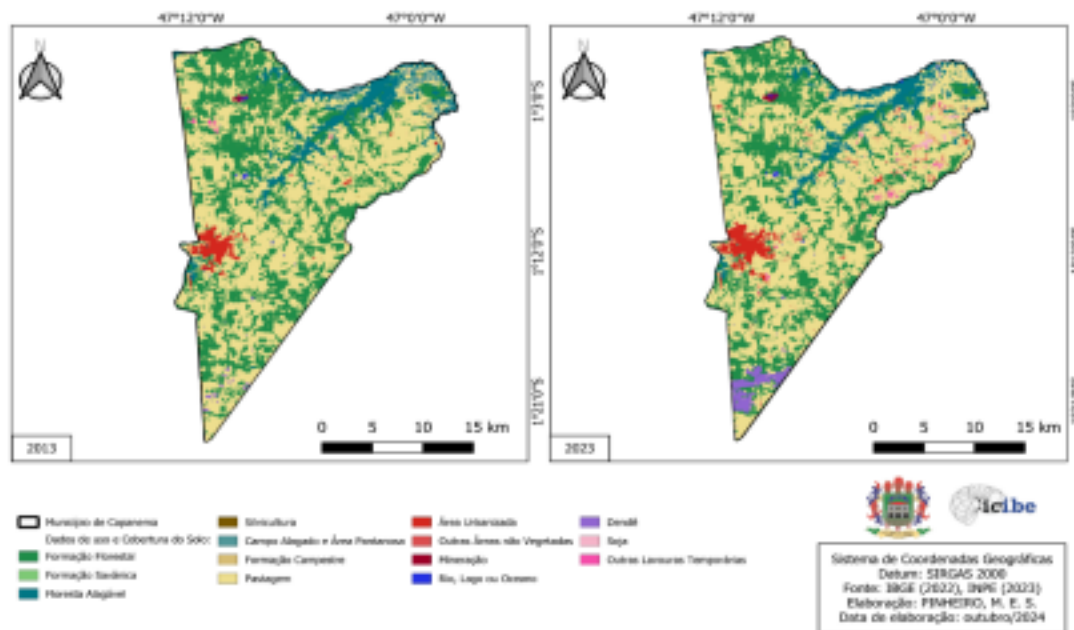 47°12'0"W 47°0'0"W
47°12'0"W 47°0'0"W
N
N
1°3'0"S
1°12'0"S
1°21'0"S
0 5 10 15 km
0 5 10 15 km
2013
2023
Município de Capanema
Dados de uso e Cobertura do Solo:
Formação Florestal
Formação Savânica
Floresta Alagável
Silvicultura
Campo Alagado e Área Pantanosa
Formação Campestre
Pastagem
Área Urbanizada
Outras Áreas não Vegetadas
Mineração
Rio, Lago ou Oceano
Dendê
Soja
Outras Lavouras Temporárias
cicibe
Sistema de Coordenadas Geográficas
Datum: SIRGAS 2000
Fonte: IBGE (2022), INPE (2023)
Elaboração: PINHEIRO, M. E. S.
Data de elaboração: outubro/2024